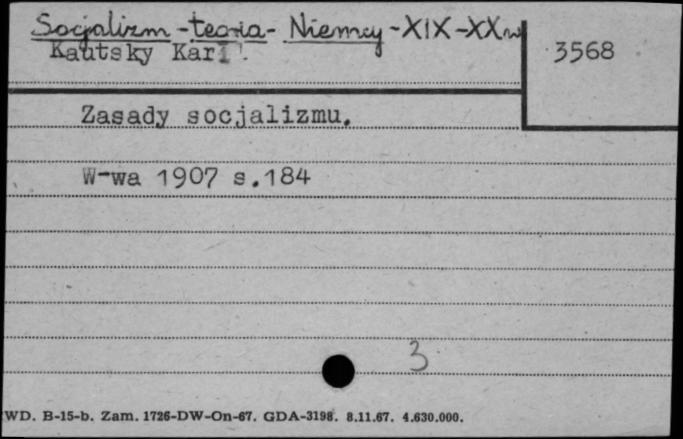 Socjalizm - teoria - Niemcy - XIX - XX w
Kautsky Karl
3568
Zasady socjalizmu.
W-wa 1907 s.184
3
WD. B-15-b. Zam. 1726-DW-On-67. GDA-3198. 8.11.67. 4.630.000.